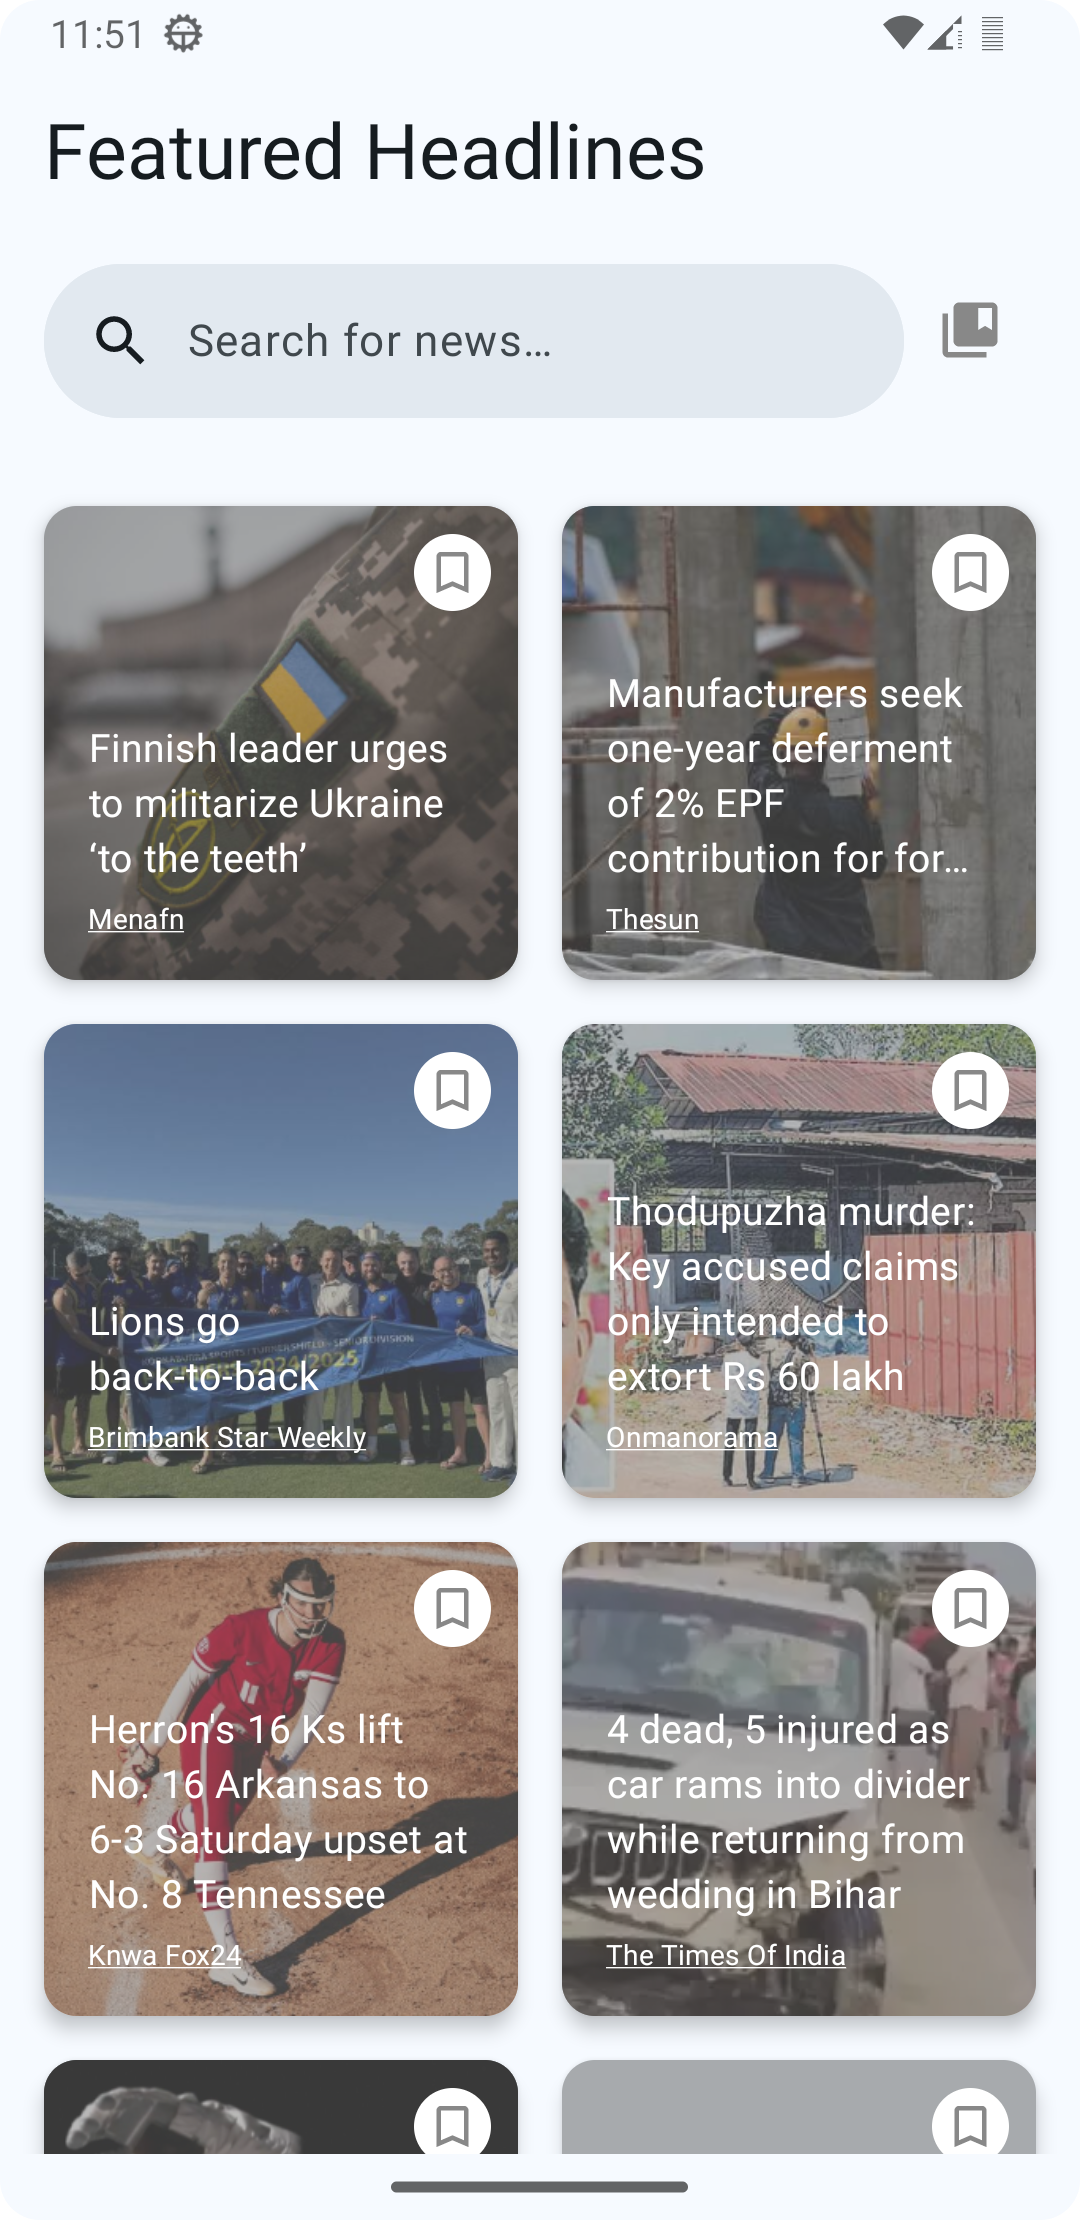 11:51
Featured Headlines
Search for news…
Finnish leader urges
to militarize Ukraine
‘to the teeth’
Menafn
Manufacturers seek
one-year deferment
of 2% EPF
contribution for for…
Thesun
Lions go
back-to-back
Brimbank Star Weekly
Thodupuzha murder:
Key accused claims
only intended to
extort Rs 60 lakh
Onmanorama
Herron's 16 Ks lift
No. 16 Arkansas to
6-3 Saturday upset at
No. 8 Tennessee
Knwa Fox24
4 dead, 5 injured as
car rams into divider
while returning from
wedding in Bihar
The Times Of India